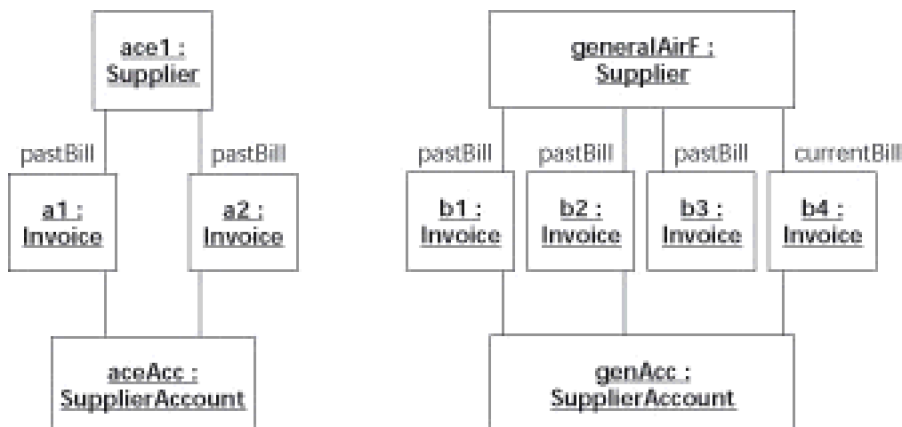 ace1 :
Supplier
generalAirF :
Supplier
pastBill
pastBill
pastBill
pastBill
pastBill
currentBill
a1 :
Invoice
a2 :
Invoice
b1 :
Invoice
b2 :
Invoice
b3 :
Invoice
b4 :
Invoice
aceAcc :
SupplierAccount
genAcc :
SupplierAccount